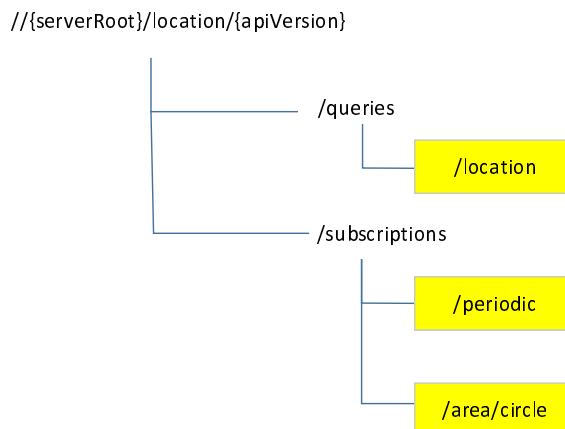 //{serverRoot}/location/{apiVersion}
/queries
/location
/subscriptions
/periodic
/area/circle